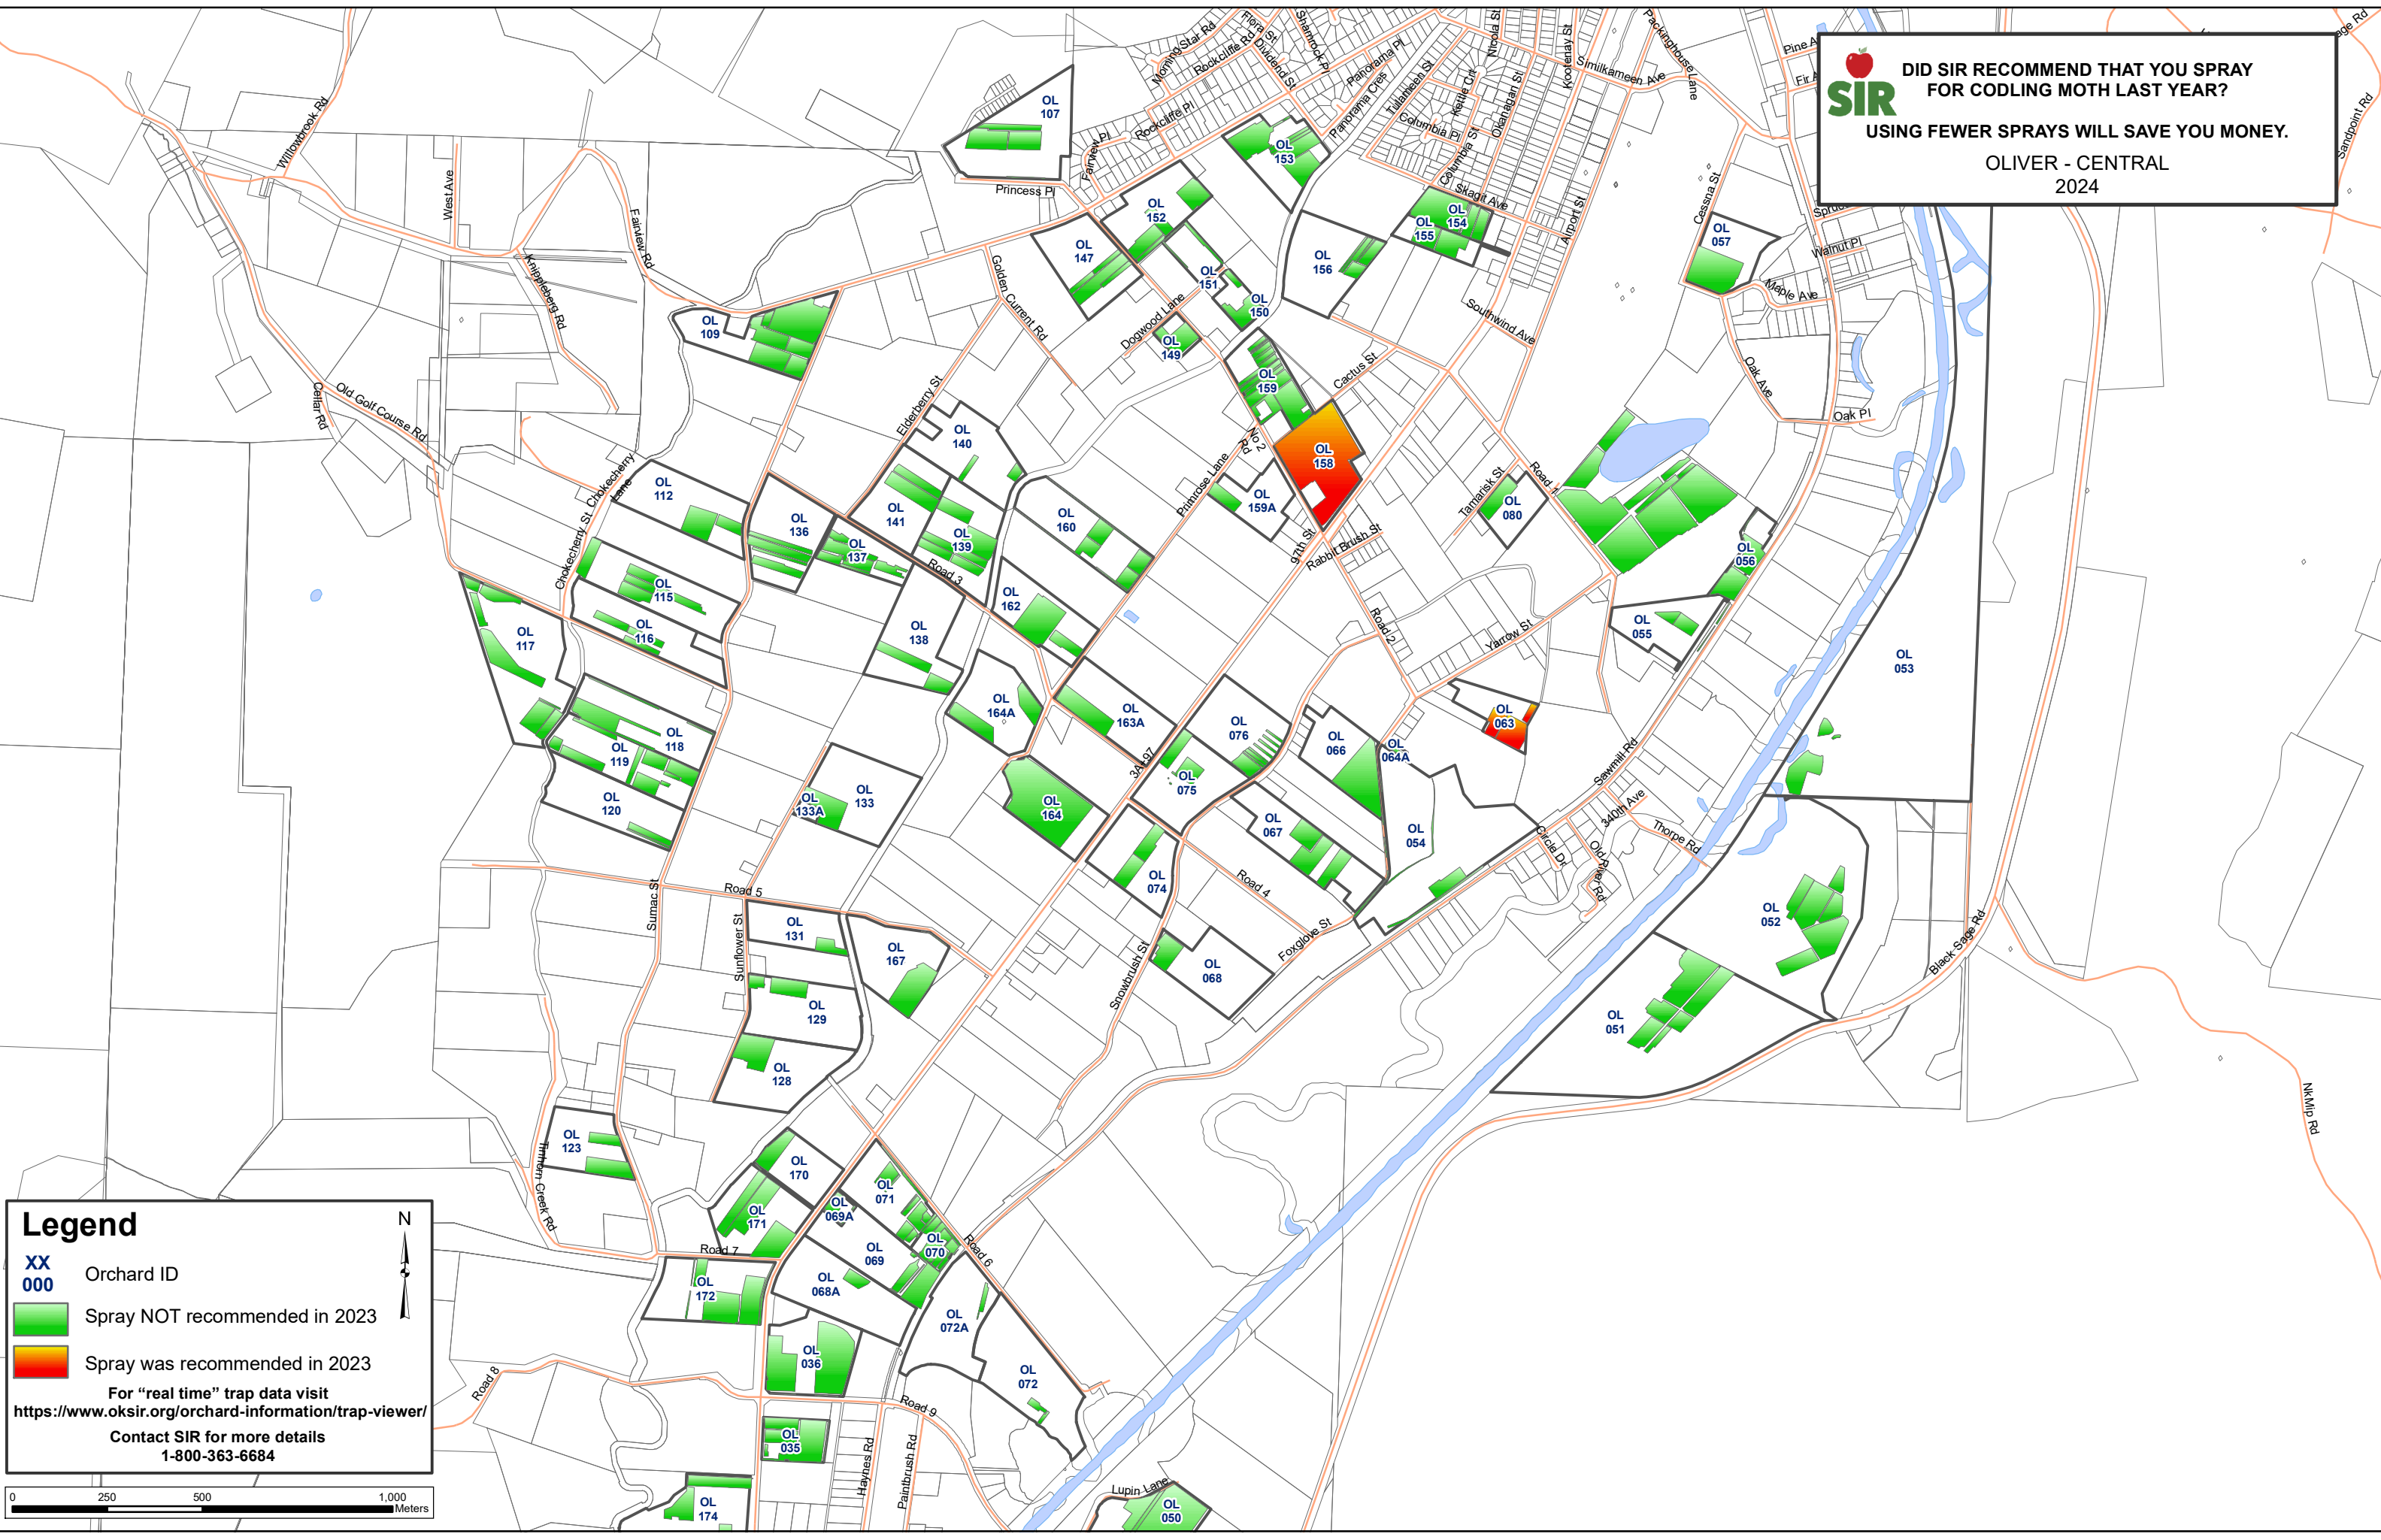 DID SIR RECOMMEND THAT YOU SPRAY
FOR CODLING MOTH LAST YEAR?
USING FEWER SPRAYS WILL SAVE YOU MONEY.
OLIVER - CENTRAL
2024
SIR
Morning Star Rd
Flora St
Shamrock Pl
Rockcliffe Rd
Dividend St
Panorama Pl
Panorama Cres
Tulameen St
Nicola St
Kettle Crt
Okanagan St
Kootenay St
Similkameen Ave
Packinghouse Lane
Pine A
Fir A
Sandpoint Rd
age Rd
Willowbrook Rd
West Ave
Fairview Rd
Knippelberg Rd
Princess Pl
Fairview Pl
Rockcliffe Pl
Columbia Pl
Columbia St
Skagit Ave
Airport St
Cessna St
Spruc
Walnut Pl
Maple Ave
Oak Ave
Oak Pl
OL
107
OL
153
OL
152
OL
154
OL
155
OL
147
OL
156
OL
057
OL
151
OL
150
OL
149
OL
109
Golden Current Rd
Dogwood Lane
Southwind Ave
Cactus St
Old Golf Course Rd
Cellar Rd
Elderberry St
Chokecherry
Lane
Chokecherry St
OL
159
No 2
Rd
OL
158
Primrose Lane
OL
159A
97th St
Rabbit Brush St
Tamarisk St
Road 1
OL
080
OL
140
OL
112
OL
136
OL
141
OL
137
OL
139
OL
160
Road 3
OL
056
OL
055
OL
053
OL
115
OL
116
OL
117
OL
138
OL
162
Road 2
Yarrow St
OL
118
OL
119
OL
120
OL
164A
OL
163A
OL
076
OL
066
OL
064A
OL
063
3A-97
OL
075
OL
133A
OL
133
OL
164
OL
067
OL
054
Sawmill Rd
340th Ave
Thorpe Rd
Circle Dr
Old River Rd
OL
074
Road 4
Foxglove St
Road 5
Sumac St
Sunflower St
OL
131
OL
167
OL
129
OL
128
Snowbrush St
OL
068
OL
052
OL
051
Black Sage Rd
NkMip Rd
OL
123
Tinhorn Creek Rd
OL
170
OL
171
OL
069A
OL
071
OL
070
OL
069
OL
068A
Road 6
Road 7
OL
172
OL
072A
OL
072
OL
036
Road 8
Road 9
OL
035
Haynes Rd
Paintbrush Rd
OL
174
Lupin Lane
OL
050
Legend
N
XX
000
Orchard ID
Spray NOT recommended in 2023
Spray was recommended in 2023
For “real time” trap data visit
https://www.oksir.org/orchard-information/trap-viewer/
Contact SIR for more details
1-800-363-6684
0 250 500 1,000
Meters